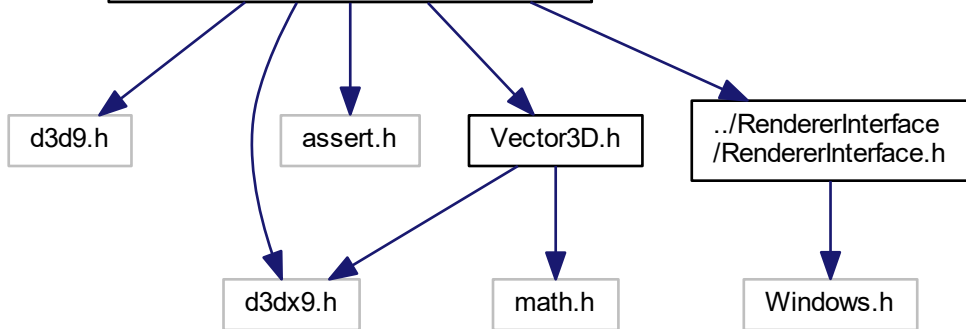 d3d9.h
assert.h
Vector3D.h
../RendererInterface
/RendererInterface.h
d3dx9.h
math.h
Windows.h